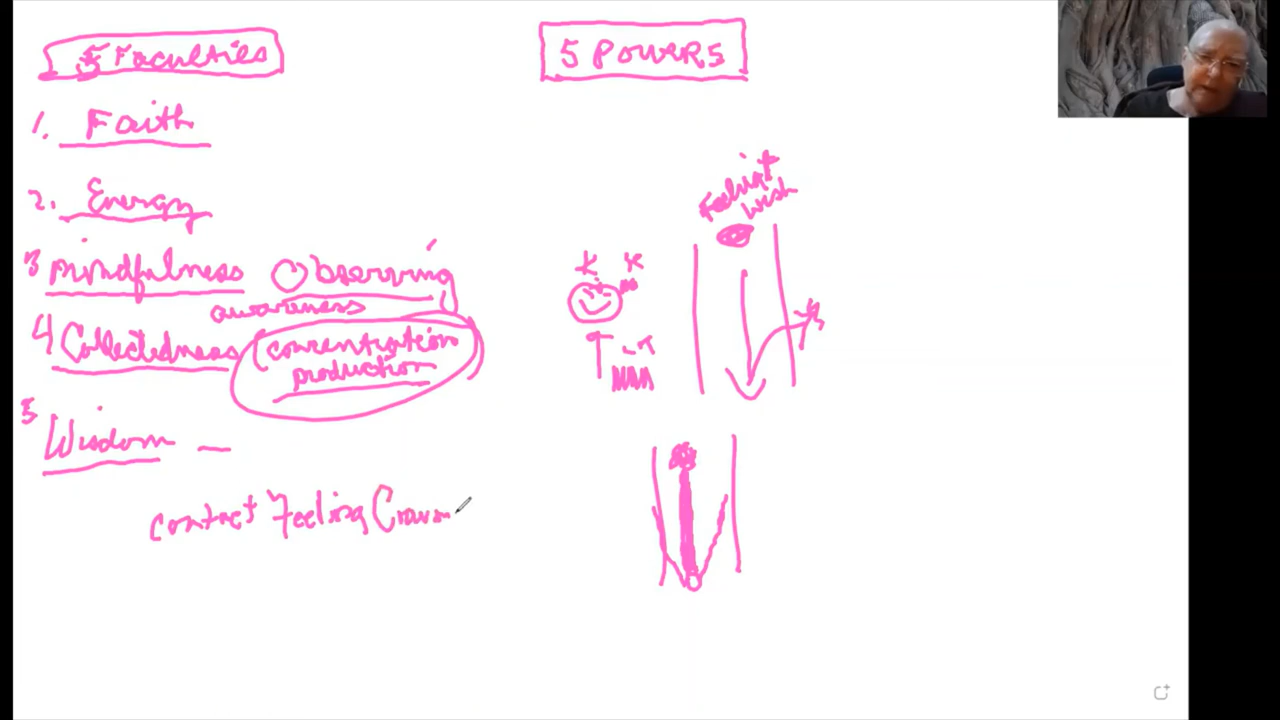 5 Faculties
5 POWERS
1. Faith
2. Energy
3 Mindfulness Observing
awareness
4 Collectedness (concentration
production)
5 Wisdom —
contact Feeling Crav
Feeling +
wish